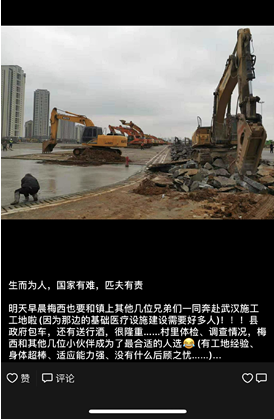 生而为人，国家有难，匹夫有责
明天早晨梅西也要和镇上其他几位兄弟们一同奔赴武汉施工
工地啦 (因为那边的基础医疗设施建设需要好多人)！！！县
政府包车，还有送行酒，很隆重……村里体检、调查情况，梅
西和其他几位小伙伴成为了最合适的人选😂 (有工地经验、
身体超棒、适应能力强、没有什么后顾之忧……)...
赞 评论